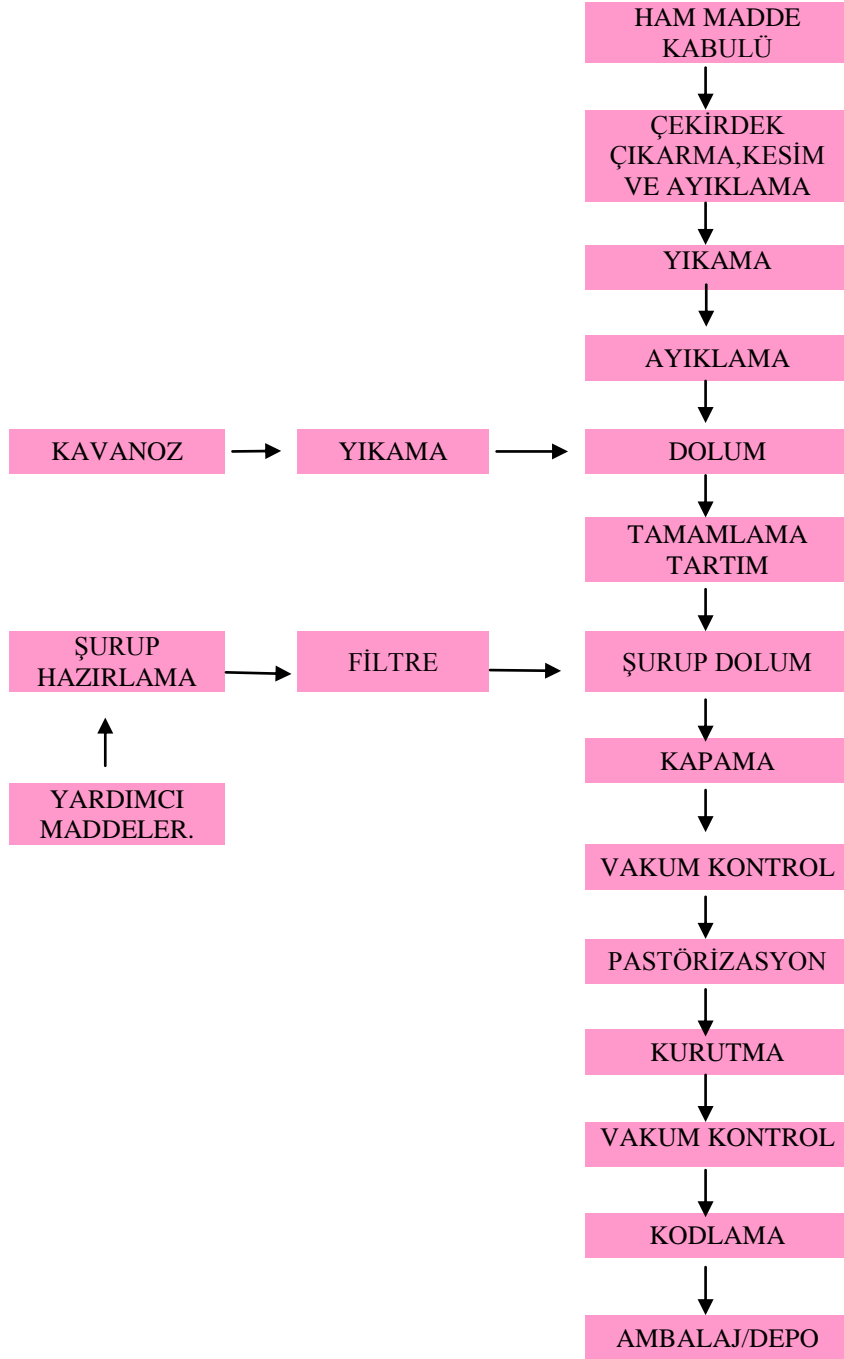 HAM MADDE
KABULÜ
ÇEKİRDEK
ÇIKARMA,KESİM
VE AYIKLAMA
YIKAMA
AYIKLAMA
KAVANOZ
YIKAMA
DOLUM
TAMAMLAMA
TARTIM
ŞURUP
HAZIRLAMA
FİLTRE
ŞURUP DOLUM
KAPAMA
YARDIMCI
MADDELER.
VAKUM KONTROL
PASTÖRİZASYON
KURUTMA
VAKUM KONTROL
KODLAMA
AMBALAJ/DEPO